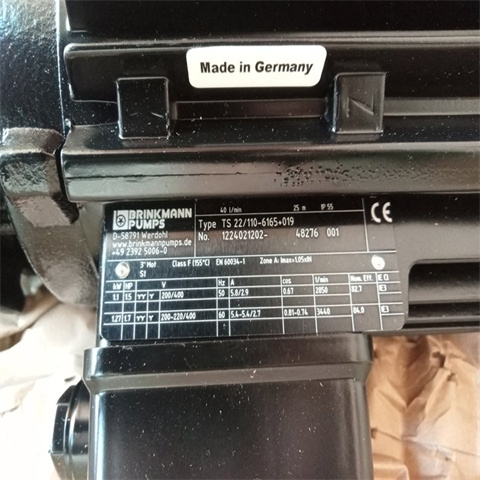 Made in Germany
40 l/min 25 m IP 55
BRINKMANN PUMPS
Type TS 22/110-6165+019
No. 1224021202- 48276 001
CE
D-58791 Werdohl
www.brinkmannpumps.de
+49 2392 5006-0
3~ Mot Class F (155°C) EN 60034-1 Zone A: Imax=1.05xIN
S1
kW HP V Hz A cos 1/min Nom. Eff. IE Cl.
1.1 1.5 YY Y 200/400 50 5.8/2.9 0.67 2850 82.7 IE3
1.27 1.7 YY Y 200-220/400 60 5.4-5.4/2.7 0.81-0.74 3440 84.0 IE3